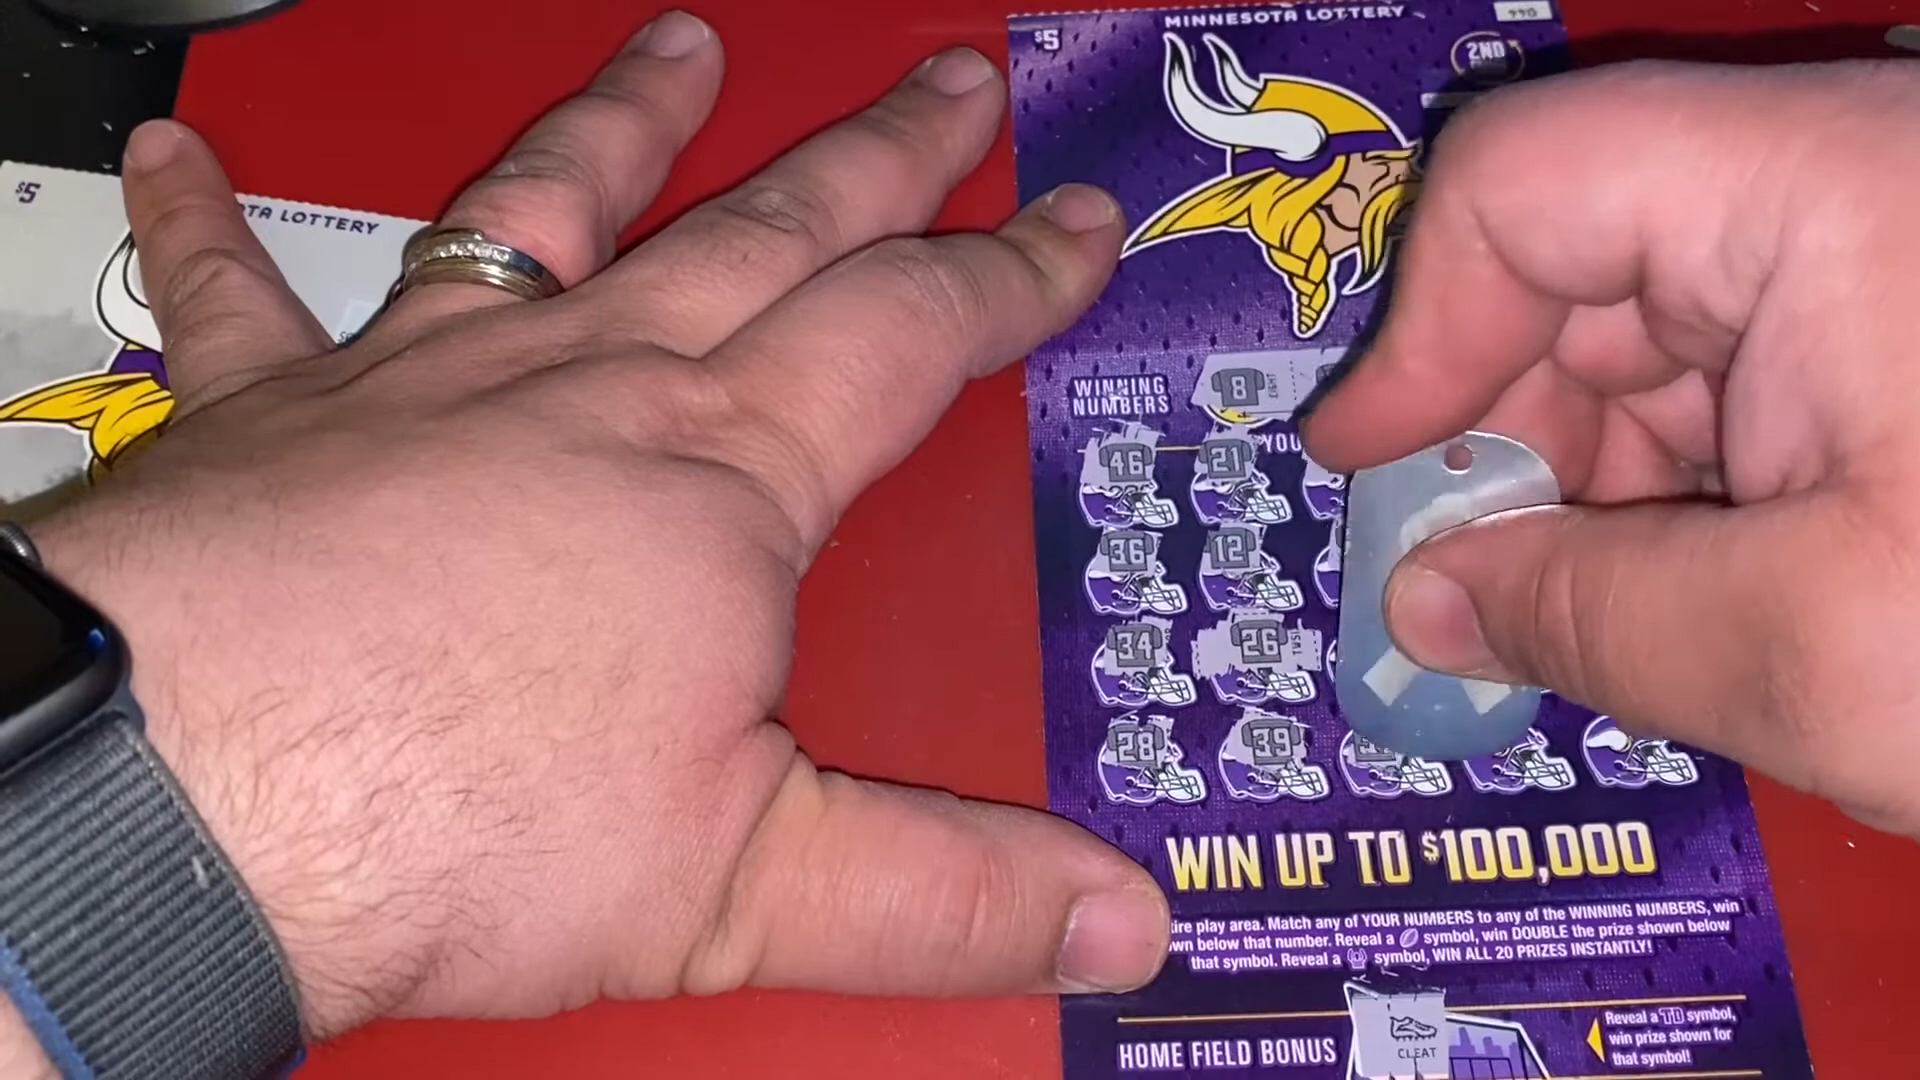 MINNESOTA LOTTERY
$5
2ND
$5
TA LOTTERY
WINNING
NUMBERS
8
EIGHT
YOU
46
21
36
12
34
26
28
39
WIN UP TO $100,000
tire play area. Match any of YOUR NUMBERS to any of the WINNING NUMBERS, win
wn below that number. Reveal a symbol, win DOUBLE the prize shown below
that symbol. Reveal a symbol, WIN ALL 20 PRIZES INSTANTLY!
HOME FIELD BONUS
CLEAT
Reveal a TD symbol,
win prize shown for
that symbol!